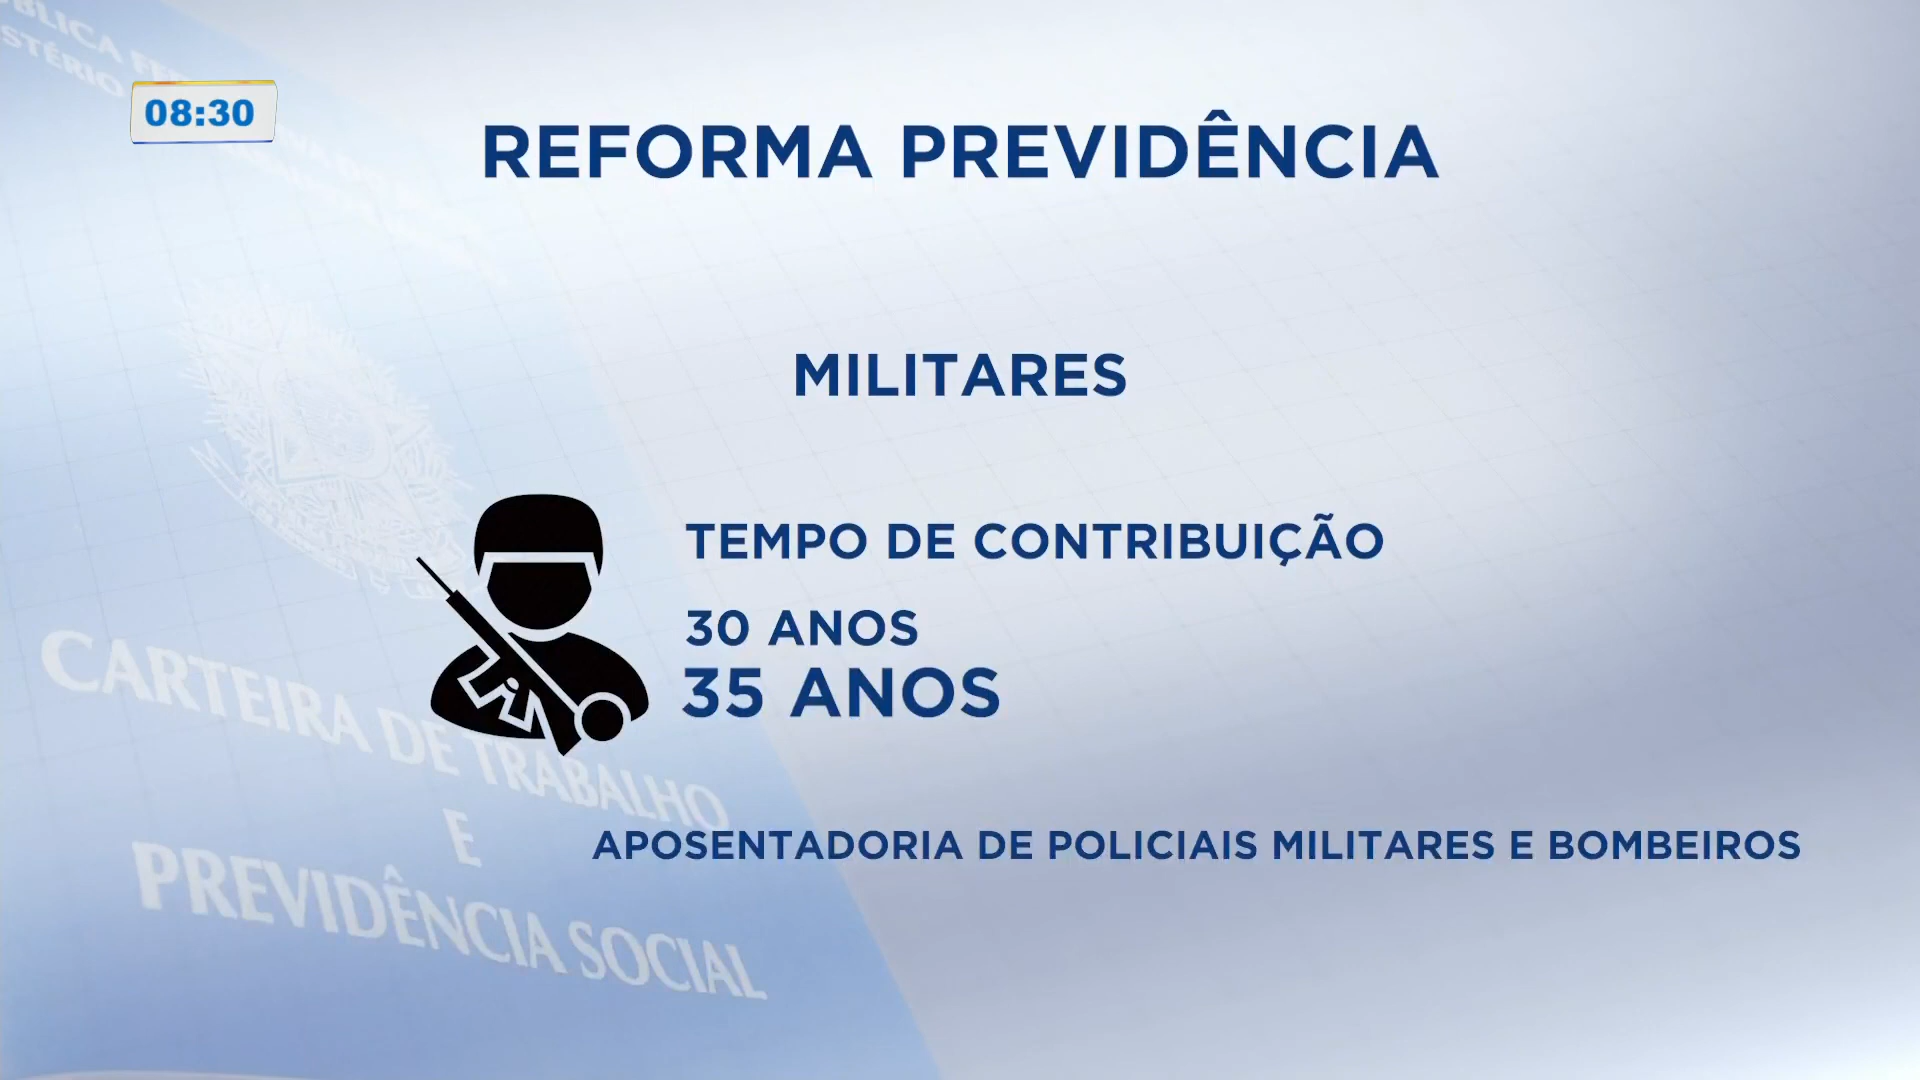 08:30
REFORMA PREVIDÊNCIA
MILITARES
TEMPO DE CONTRIBUIÇÃO
30 ANOS
35 ANOS
APOSENTADORIA DE POLICIAIS MILITARES E BOMBEIROS
CARTEIRA DE TRABALHO
E
PREVIDÊNCIA SOCIAL